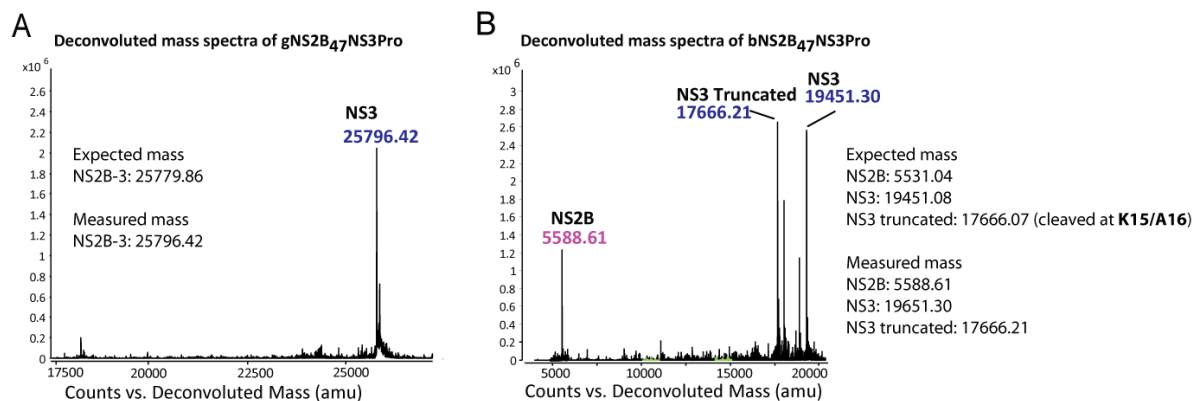 A
Deconvoluted mass spectra of gNS2B47NS3Pro
x10 6
3
2.8
2.6
2.4
2.2
2
1.8
1.6
1.4
1.2
1
0.8
0.6
0.4
0.2
0
NS3
25796.42
Expected mass
NS2B-3: 25779.86
Measured mass
NS2B-3: 25796.42
17500 20000 25000
Counts vs. Deconvoluted Mass (amu)
B
Deconvoluted mass spectra of bNS2B47NS3Pro
x10 6
3
2.8
2.6
2.4
2.2
2
1.8
1.6
1.4
1.2
1
0.8
0.6
0.4
0.2
0
NS3 Truncated
17666.21
NS3
19451.30
NS2B
5588.61
Expected mass
NS2B: 5531.04
NS3: 19451.08
NS3 truncated: 17666.07 (cleaved at K15/A16)
Measured mass
NS2B: 5588.61
NS3: 19651.30
NS3 truncated: 17666.21
5000 10000 15000 20000
Counts vs. Deconvoluted Mass (amu)